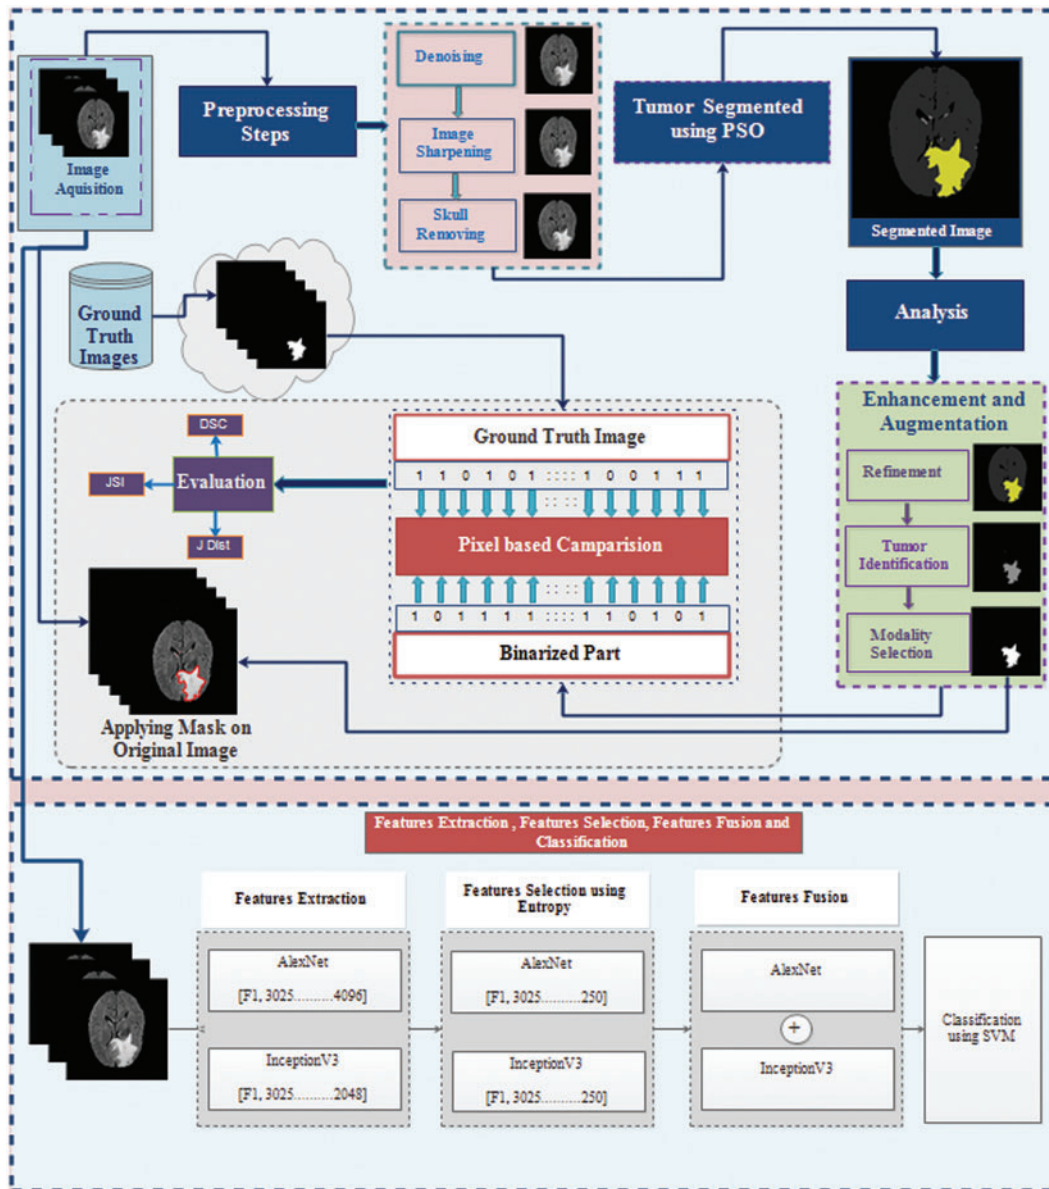 Image
Aquisition
Preprocessing
Steps
Denoising
Image
Sharpening
Skull
Removing
Tumor Segmented
using PSO
Segmented Image
Ground
Truth
Images
Analysis
Enhancement and
Augmentation
Refinement
Tumor
Identification
Modality
Selection
DSC
JSI
Evaluation
J Dist
Ground Truth Image
1 1 0 1 0 1 :::: 1 0 0 1 1 1
Pixel based Camparision
1 0 1 1 1 1 :::: 1 1 0 1 0 1
Binarized Part
Applying Mask on
Original Image
Features Extraction , Features Selection, Features Fusion and
Classification
Features Extraction
AlexNet
[F1, 3025..........4096]
InceptionV3
[F1, 3025..........2048]
Features Selection using
Entropy
AlexNet
[F1, 3025..........250]
InceptionV3
[F1, 3025..........250]
Features Fusion
AlexNet
+
InceptionV3
Classification
using SVM